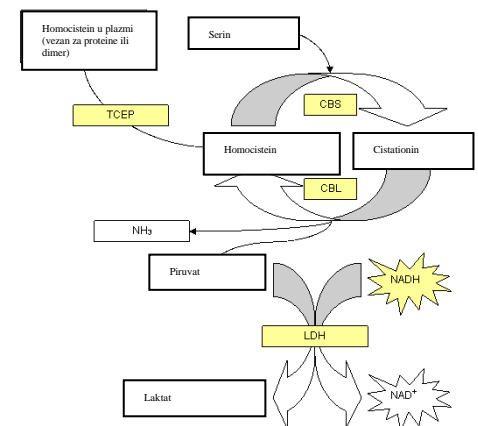 Homocistein u plazmi
(vezan za proteine ili
dimer)
Serin
CBS
TCEP
Homocistein
Cistationin
CBL
NH₃
Piruvat
NADH
LDH
Laktat
NAD⁺